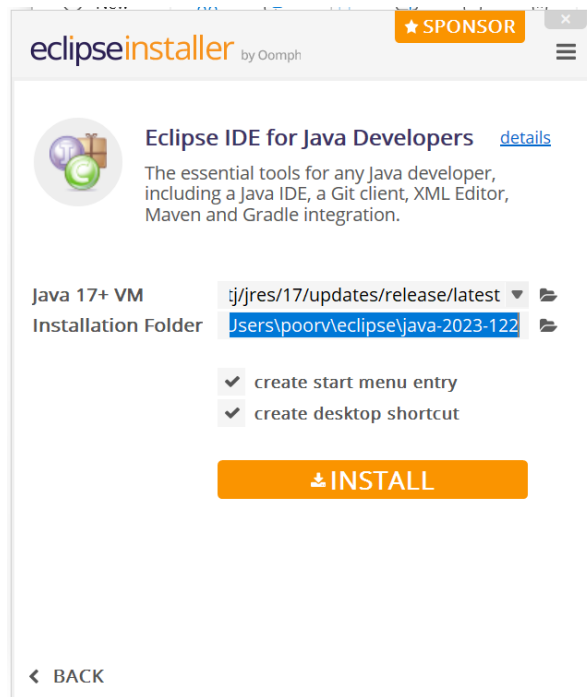 SPONSOR
eclipseinstaller by Oomph
Eclipse IDE for Java Developers details
The essential tools for any Java developer,
including a Java IDE, a Git client, XML Editor,
Maven and Gradle integration.
Java 17+ VM tj/jres/17/updates/release/latest
Installation Folder Users\poorv\eclipse\java-2023-122
create start menu entry
create desktop shortcut
INSTALL
BACK